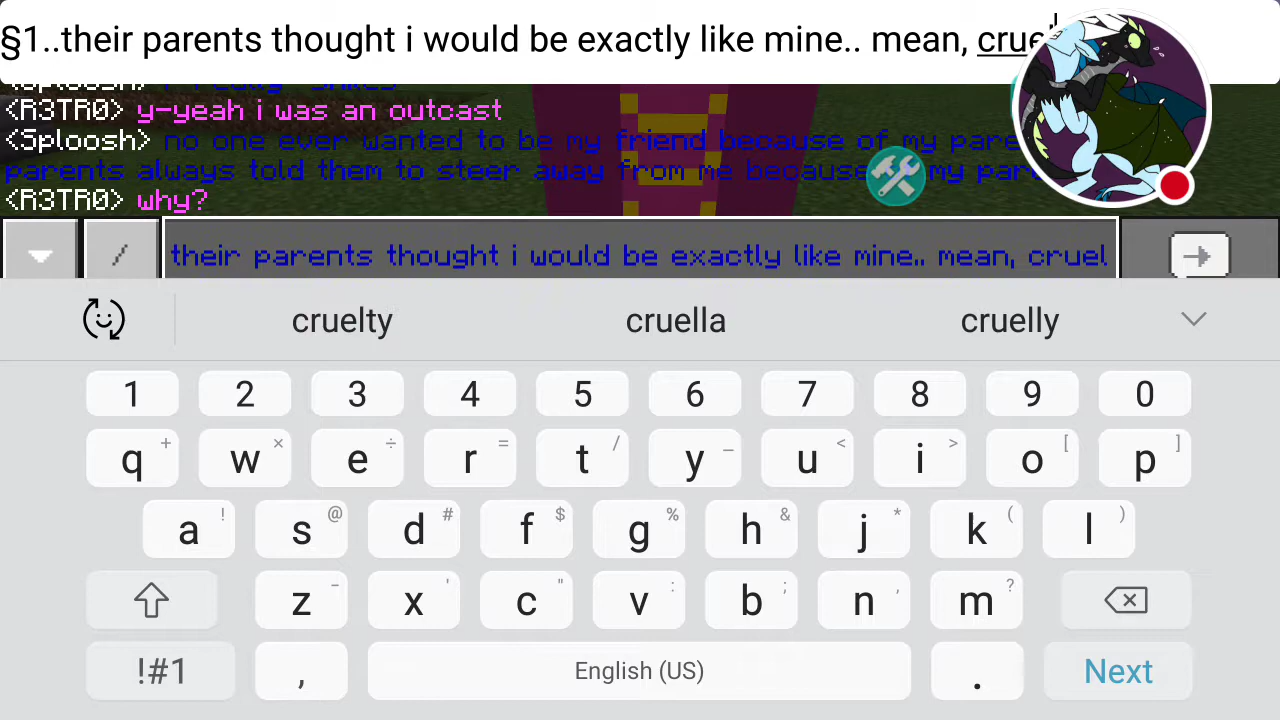 §1..their parents thought i would be exactly like mine.. mean, cruel
<Sploosh> i really *smiles*
<R3TR0> y-yeah i was an outcast
<Sploosh> no one ever wanted to be my friend because of my
parents always told them to steer away from me because my
<R3TR0> why?
/ their parents thought i would be exactly like mine.. mean, cruel
cruelty cruella cruelly
1 2 3 4 5 6 7 8 9 0
q + w × e ÷ r = t / y _ u < i > o [ p ]
a ! s @ d # f $ g % h & j * k ( l )
z - x ' c " v : b ; n , m ?
!#1 , English (US) . Next